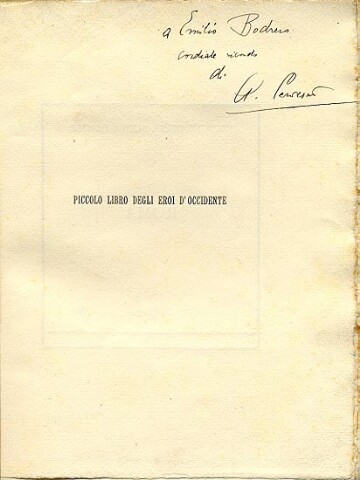 a Emilio Bodrero
cordiale ricordo
di
PICCOLO LIBRO DEGLI EROI D'OCCIDENTE